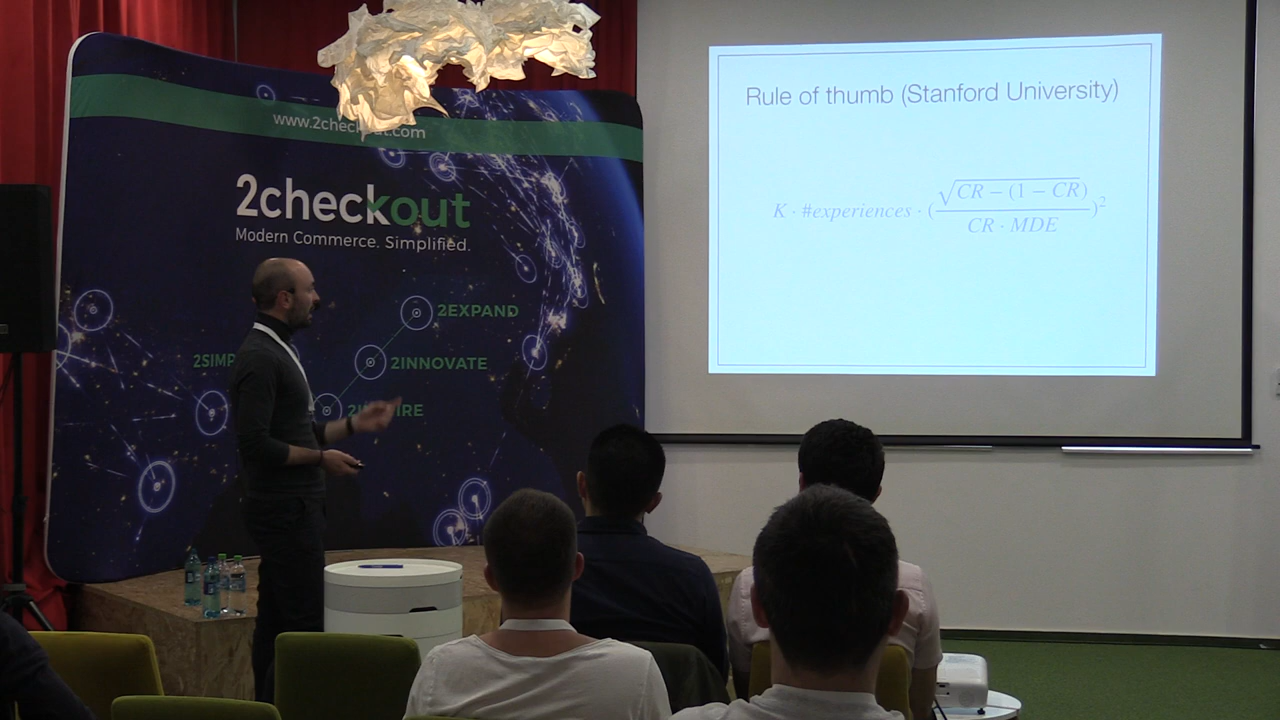 www.2check
.com
2checkout
Modern Commerce. Simplified.
2EXPAND
2INNOVATE
Rule of thumb (Stanford University)
K · #experiences · (√CR − (1 − CR) / CR · MDE)²